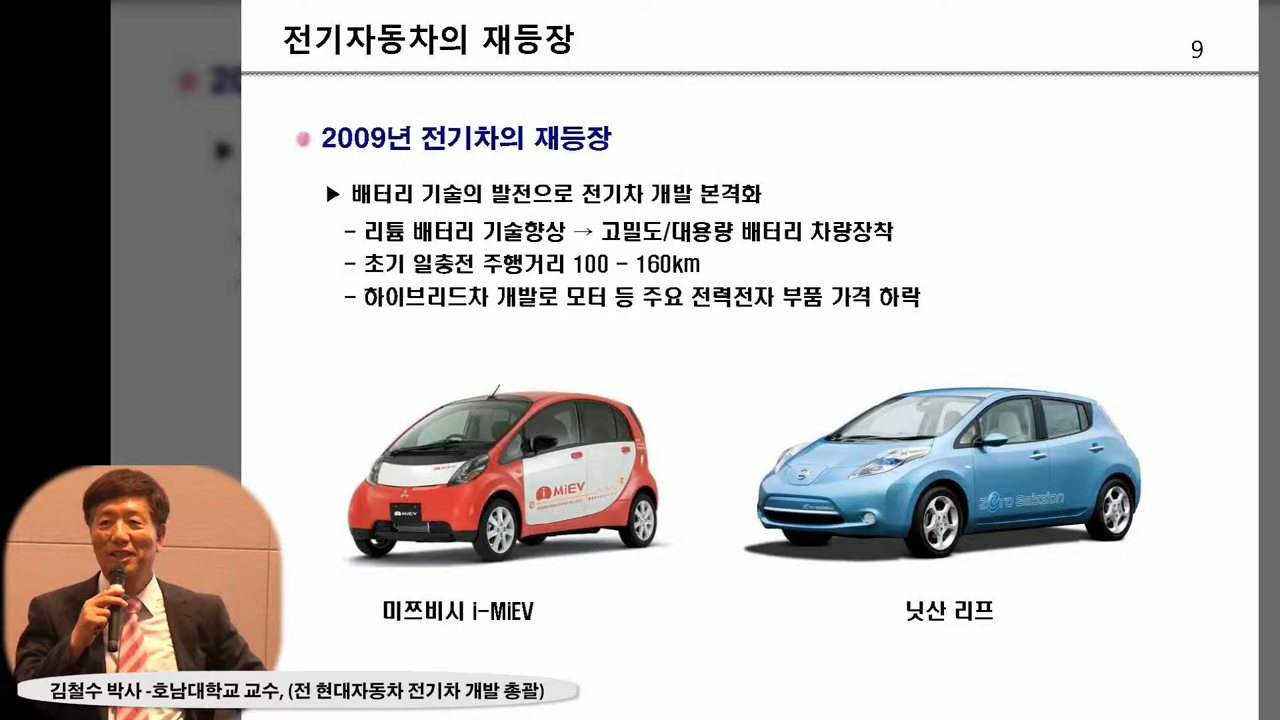 전기자동차의 재등장
9
20
2009년 전기차의 재등장
▶ 배터리 기술의 발전으로 전기차 개발 본격화
- 리튬 배터리 기술향상 → 고밀도/대용량 배터리 차량장착
- 초기 일충전 주행거리 100 - 160km
- 하이브리드차 개발로 모터 등 주요 전력전자 부품 가격 하락
i MiEV
MiEV
zero emission
미쯔비시 i-MiEV
닛산 리프
김철수 박사 -호남대학교 교수, (전 현대자동차 전기차 개발 총괄)